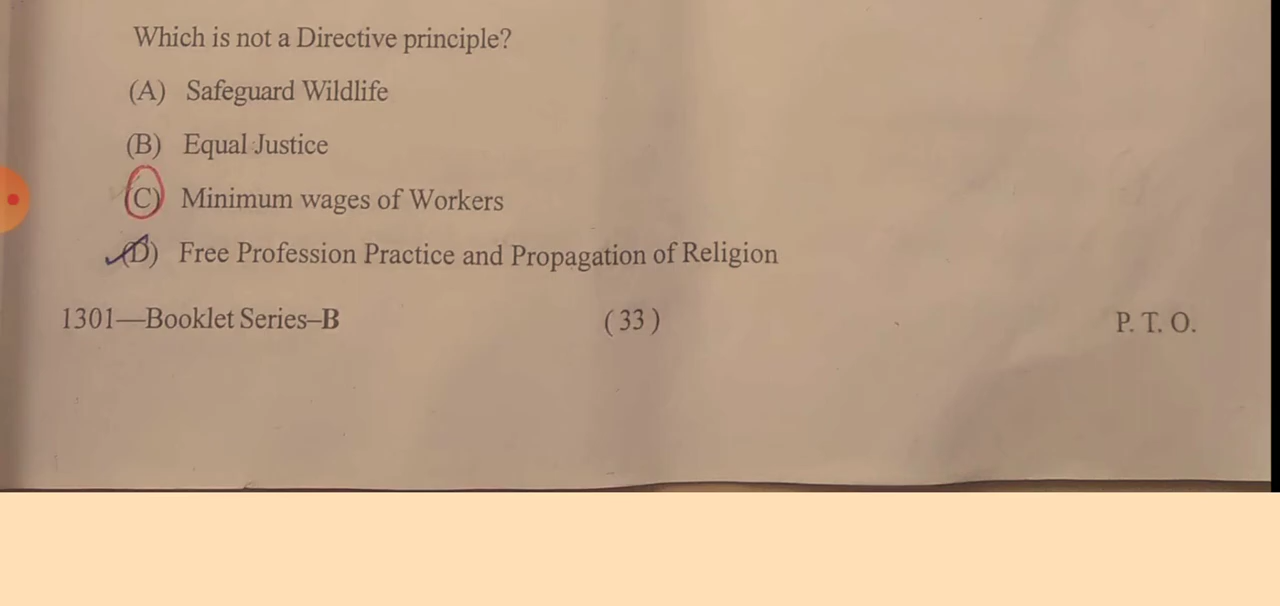 Which is not a Directive principle?
(A) Safeguard Wildlife
(B) Equal Justice
(C) Minimum wages of Workers
(D) Free Profession Practice and Propagation of Religion
1301—Booklet Series–B (33) P. T. O.